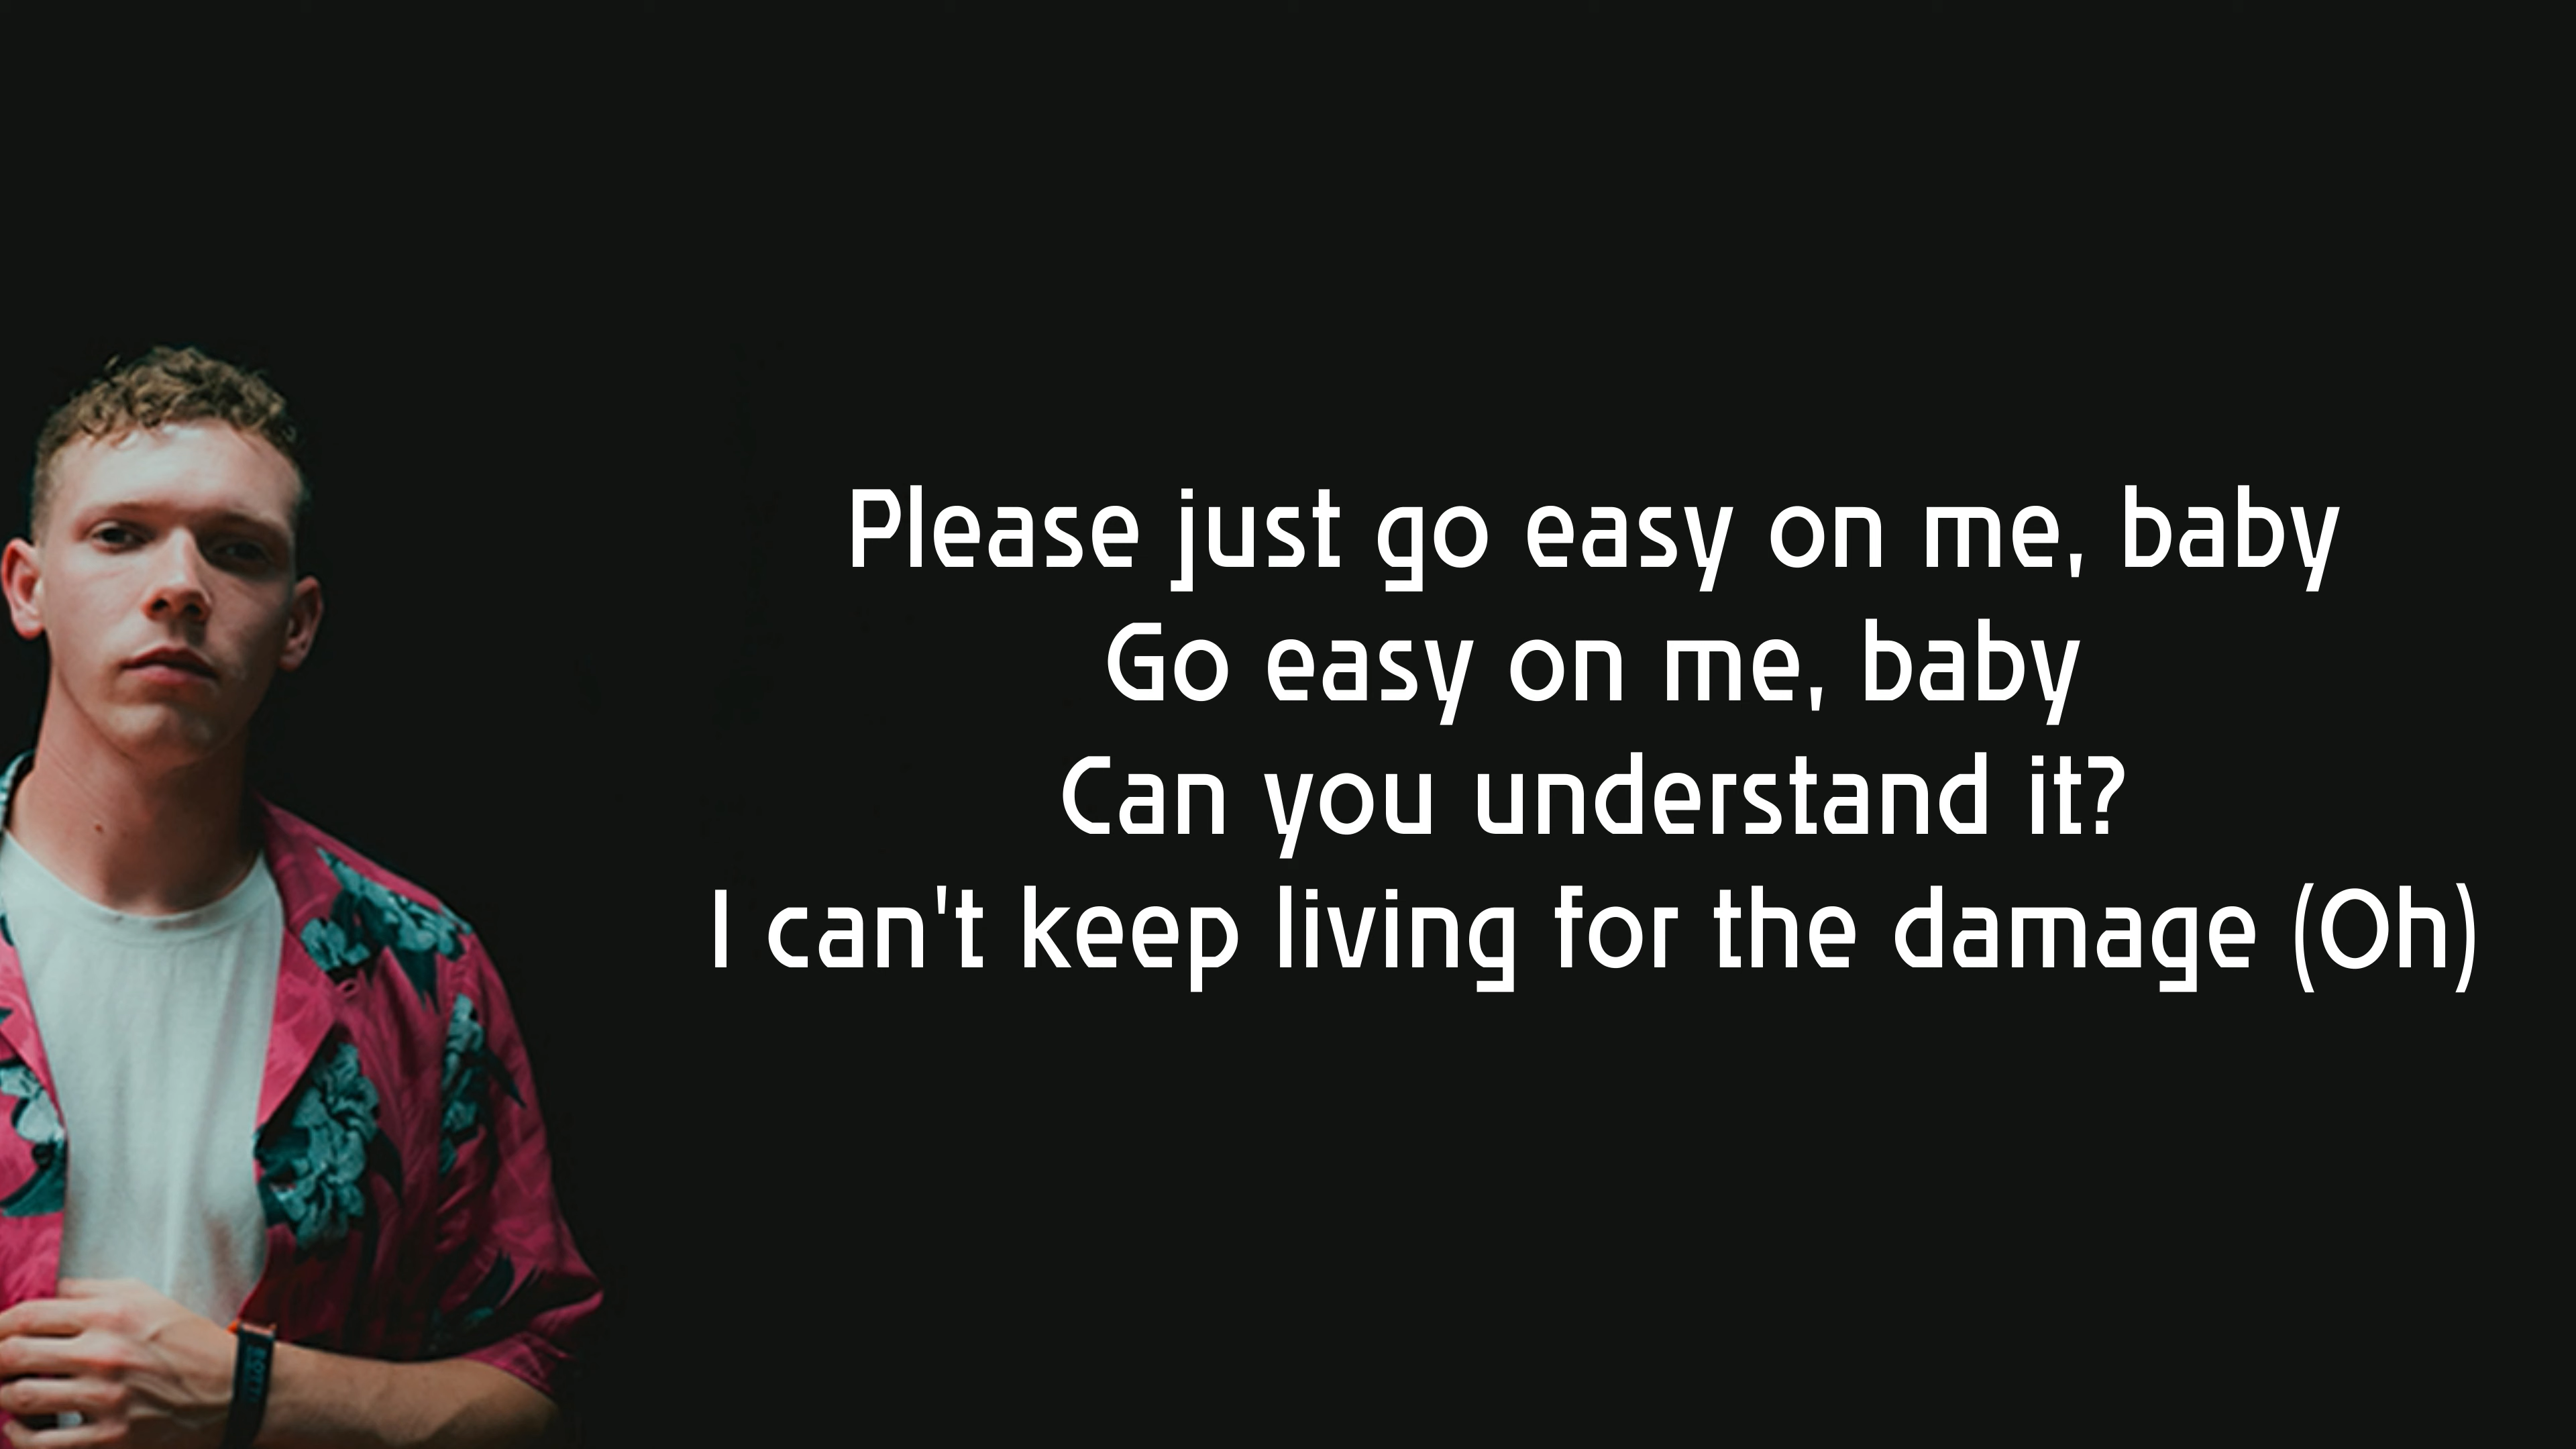 Please just go easy on me, baby
Go easy on me, baby
Can you understand it?
I can't keep living for the damage (Oh)